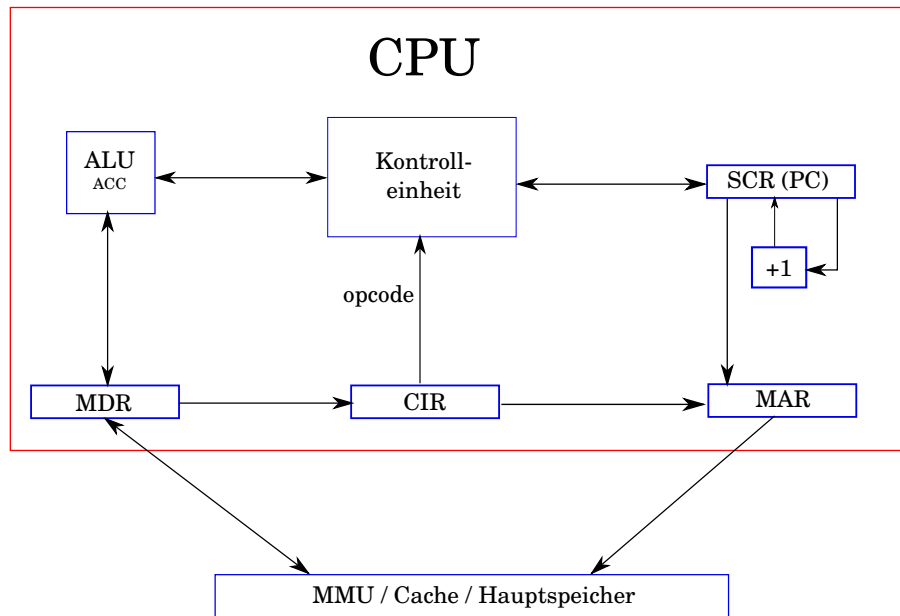 CPU
ALU
ACC
Kontroll-
einheit
SCR (PC)
+1
opcode
MDR
CIR
MAR
MMU / Cache / Hauptspeicher